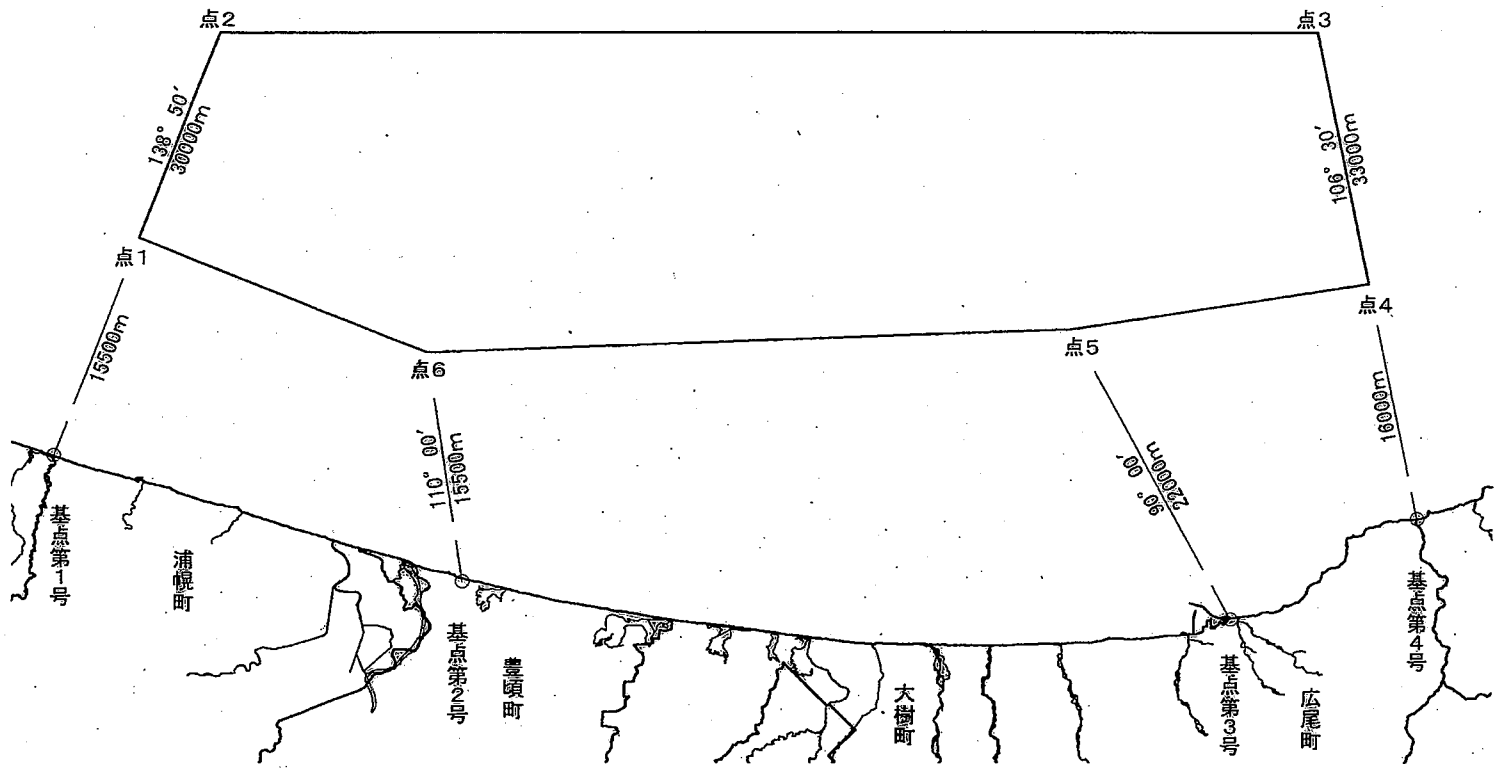 点2
点3
138° 50′
30000m
106° 30′
33000m
点1
点4
点6
点5
15500m
110° 00′
15500m
90° 00′
22000m
16000m
基点第1号
浦幌町
基点第2号
豊頃町
大樹町
基点第3号
広尾町
基点第4号